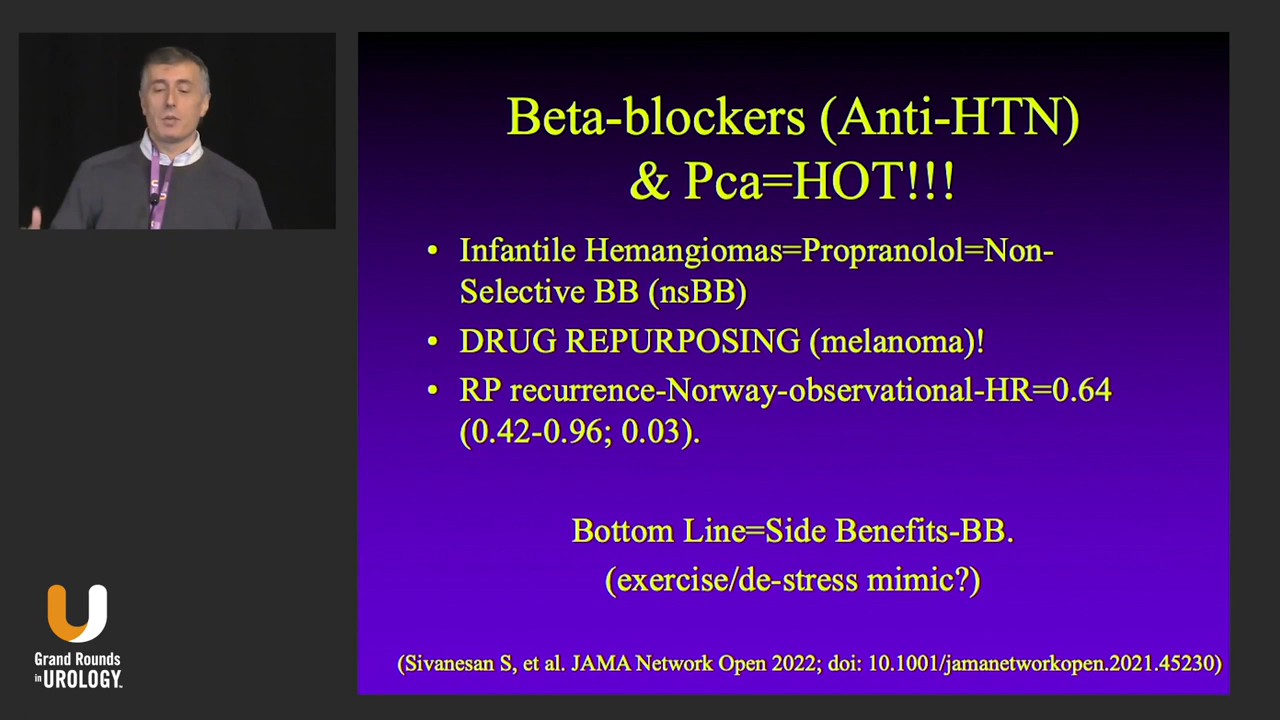 Beta-blockers (Anti-HTN)
& Pca=HOT!!!
• Infantile Hemangiomas=Propranolol=Non-
Selective BB (nsBB)
• DRUG REPURPOSING (melanoma)!
• RP recurrence-Norway-observational-HR=0.64
(0.42-0.96; 0.03).
Bottom Line=Side Benefits-BB.
(exercise/de-stress mimic?)
(Sivanesan S, et al. JAMA Network Open 2022; doi: 10.1001/jamanetworkopen.2021.45230)
Grand Rounds
in UROLOGY™